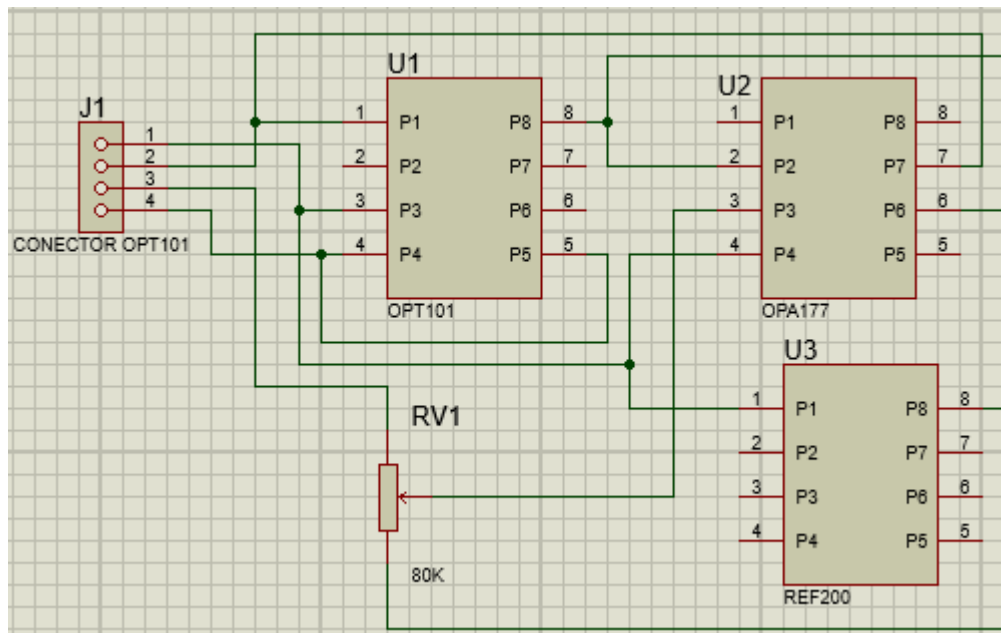 J1
1
2
3
4
CONECTOR OPT101
U1
1 P1 P8 8
2 P2 P7 7
3 P3 P6 6
4 P4 P5 5
OPT101
U2
1 P1 P8 8
2 P2 P7 7
3 P3 P6 6
4 P4 P5 5
OPA177
U3
1 P1 P8 8
2 P2 P7 7
3 P3 P6 6
4 P4 P5 5
REF200
RV1
80K